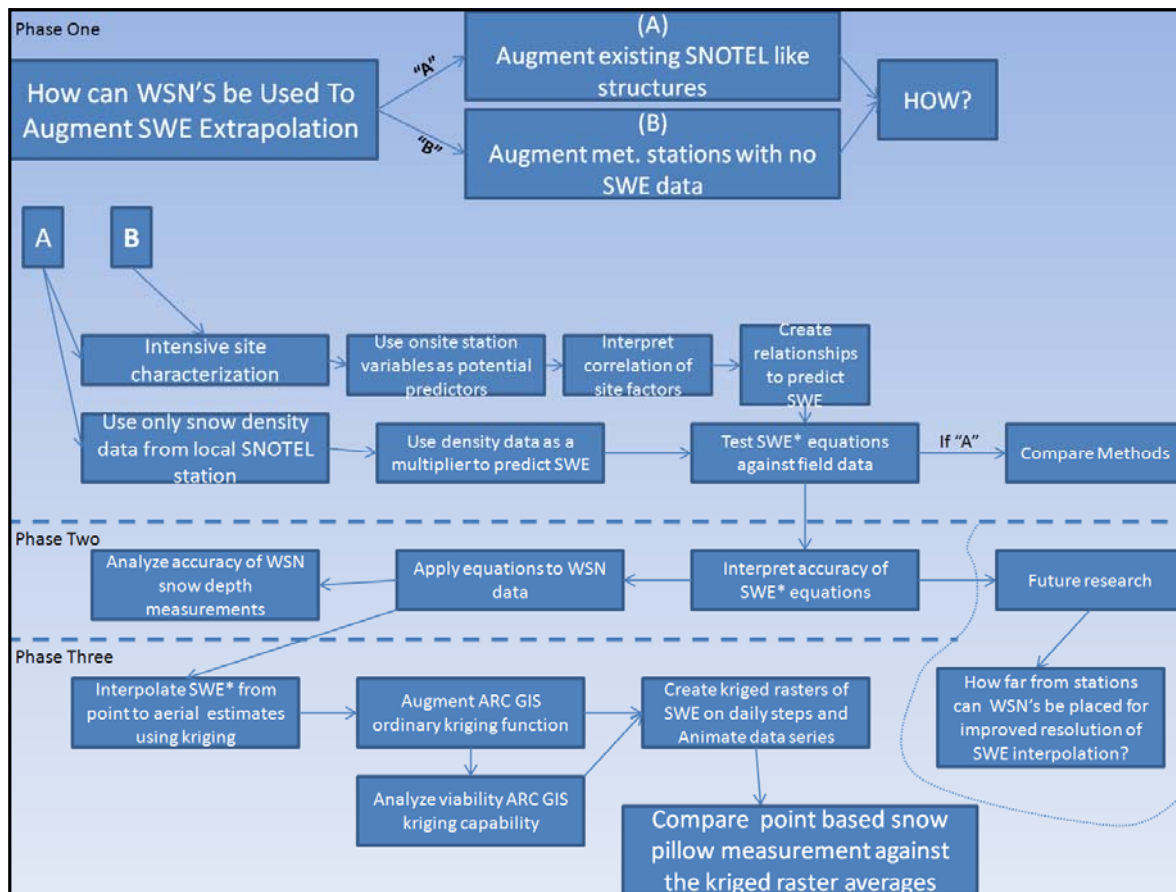 Phase One
How can WSN'S be Used To
Augment SWE Extrapolation
"A"
"B"
(A)
Augment existing SNOTEL like
structures
(B)
Augment met. stations with no
SWE data
HOW?
A
B
Intensive site
characterization
Use onsite station
variables as potential
predictors
Interpret
correlation of
site factors
Create
relationships
to predict
SWE
Use only snow density
data from local SNOTEL
station
Use density data as a
multiplier to predict SWE
Test SWE* equations
against field data
If "A"
Compare Methods
Phase Two
Analyze accuracy of WSN
snow depth
measurements
Apply equations to WSN
data
Interpret accuracy of
SWE* equations
Future research
How far from stations
can WSN's be placed for
improved resolution of
SWE interpolation?
Phase Three
Interpolate SWE* from
point to aerial estimates
using kriging
Augment ARC GIS
ordinary kriging function
Analyze viability ARC GIS
kriging capability
Create kriged rasters of
SWE on daily steps and
Animate data series
Compare point based snow
pillow measurement against
the kriged raster averages